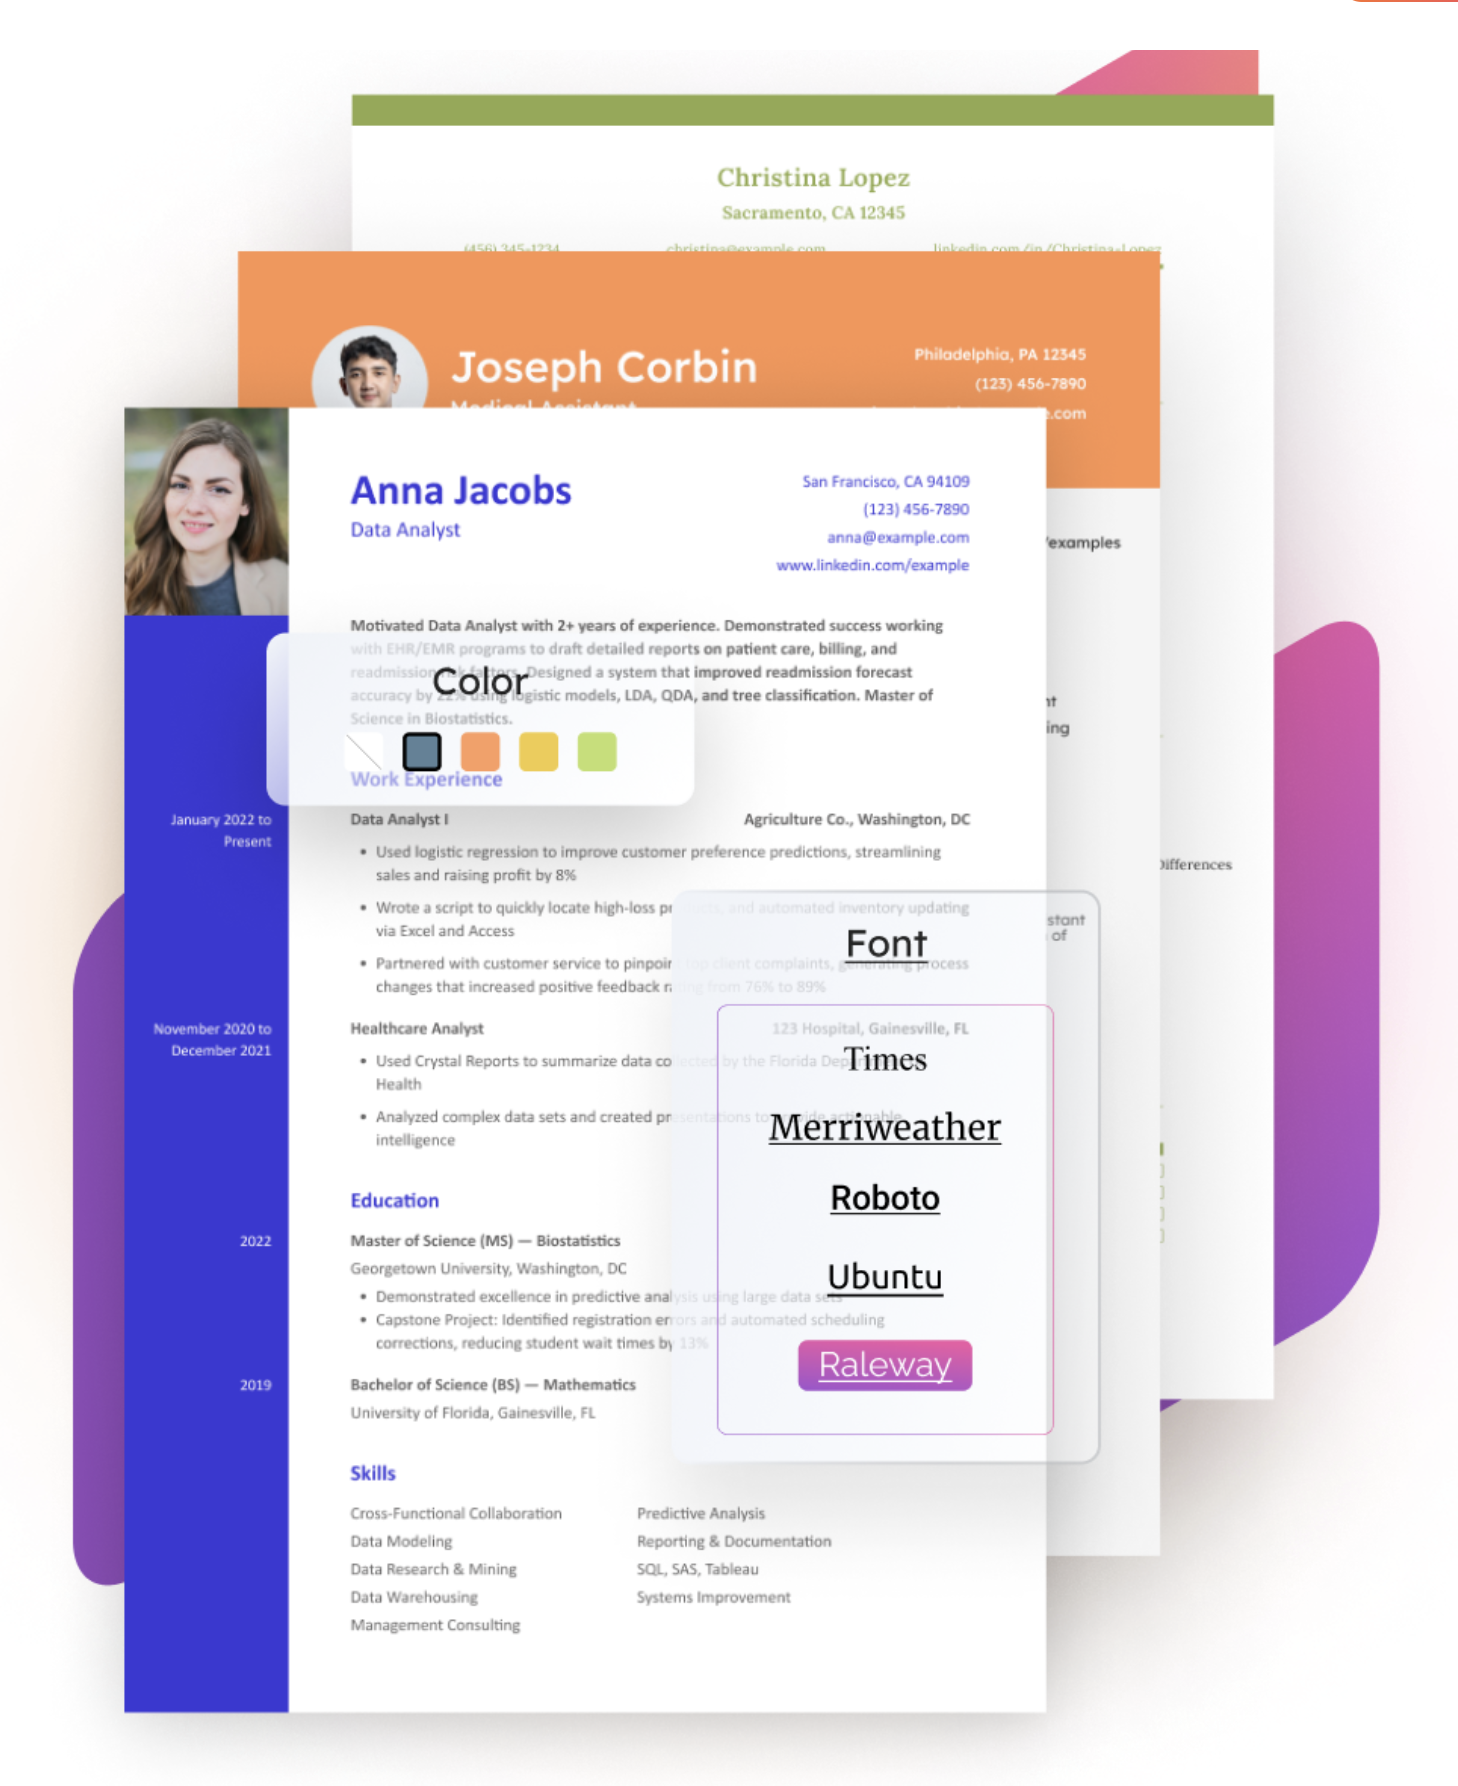 Christina Lopez
Sacramento, CA 12345
(456) 345-1234
christina@example.com
linkedin.com/in/Christina-Lopez
Joseph Corbin
Medical Assistant
Philadelphia, PA 12345
(123) 456-7890
.com
Anna Jacobs
Data Analyst
San Francisco, CA 94109
(123) 456-7890
anna@example.com
www.linkedin.com/example
/examples
Motivated Data Analyst with 2+ years of experience. Demonstrated success working
with EHR/EMR programs to draft detailed reports on patient care, billing, and
readmission risk factors. Designed a system that improved readmission forecast
accuracy by 22% using logistic models, LDA, QDA, and tree classification. Master of
Science in Biostatistics.
Color
Work Experience
January 2022 to
Present
Data Analyst I
Agriculture Co., Washington, DC
• Used logistic regression to improve customer preference predictions, streamlining
sales and raising profit by 8%
• Wrote a script to quickly locate high-loss products, and automated inventory updating
via Excel and Access
• Partnered with customer service to pinpoint top client complaints, generating process
changes that increased positive feedback rating from 76% to 89%
November 2020 to
December 2021
Healthcare Analyst
123 Hospital, Gainesville, FL
• Used Crystal Reports to summarize data collected by the Florida Department of
Health
• Analyzed complex data sets and created presentations to provide actionable
intelligence
Education
2022
Master of Science (MS) — Biostatistics
Georgetown University, Washington, DC
• Demonstrated excellence in predictive analysis using large data sets
• Capstone Project: Identified registration errors and automated scheduling
corrections, reducing student wait times by 13%
2019
Bachelor of Science (BS) — Mathematics
University of Florida, Gainesville, FL
Skills
Cross-Functional Collaboration
Data Modeling
Data Research & Mining
Data Warehousing
Management Consulting
Predictive Analysis
Reporting & Documentation
SQL, SAS, Tableau
Systems Improvement
Font
Times
Merriweather
Roboto
Ubuntu
Raleway
nt
ing
Differences
stant
of